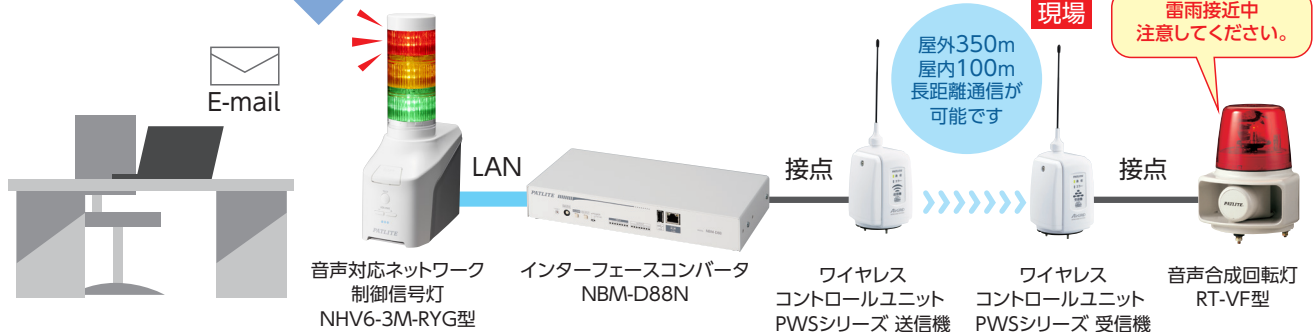 現場
雷雨接近中
注意してください。
屋外350m
屋内100m
長距離通信が
可能です
E-mail
LAN
接点
接点
PATLITE
PATLITE
音声対応ネットワーク
制御信号灯
NHV6-3M-RYG型
インターフェースコンバータ
NBM-D88N
ワイヤレス
コントロールユニット
PWSシリーズ 送信機
ワイヤレス
コントロールユニット
PWSシリーズ 受信機
音声合成回転灯
RT-VF型